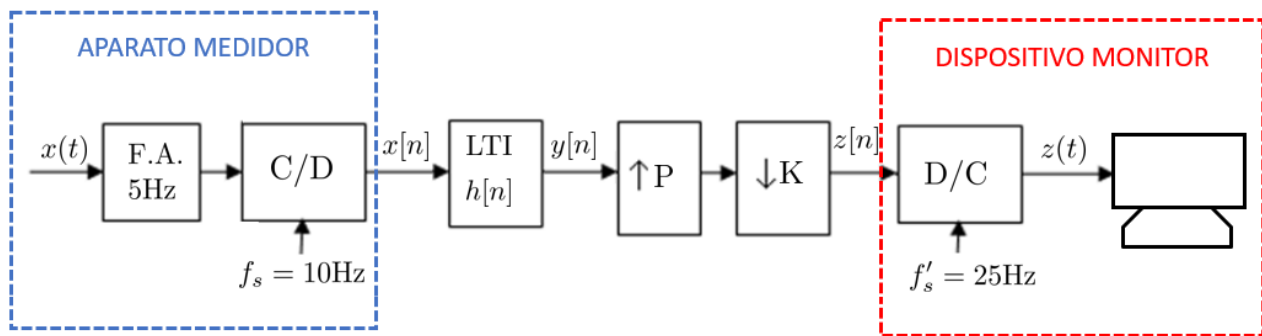 APARATO MEDIDOR
DISPOSITIVO MONITOR
x(t)
F.A.
5Hz
C/D
x[n]
LTI
h[n]
y[n]
↑P
↓K
z[n]
D/C
z(t)
f_s = 10Hz
f'_s = 25Hz